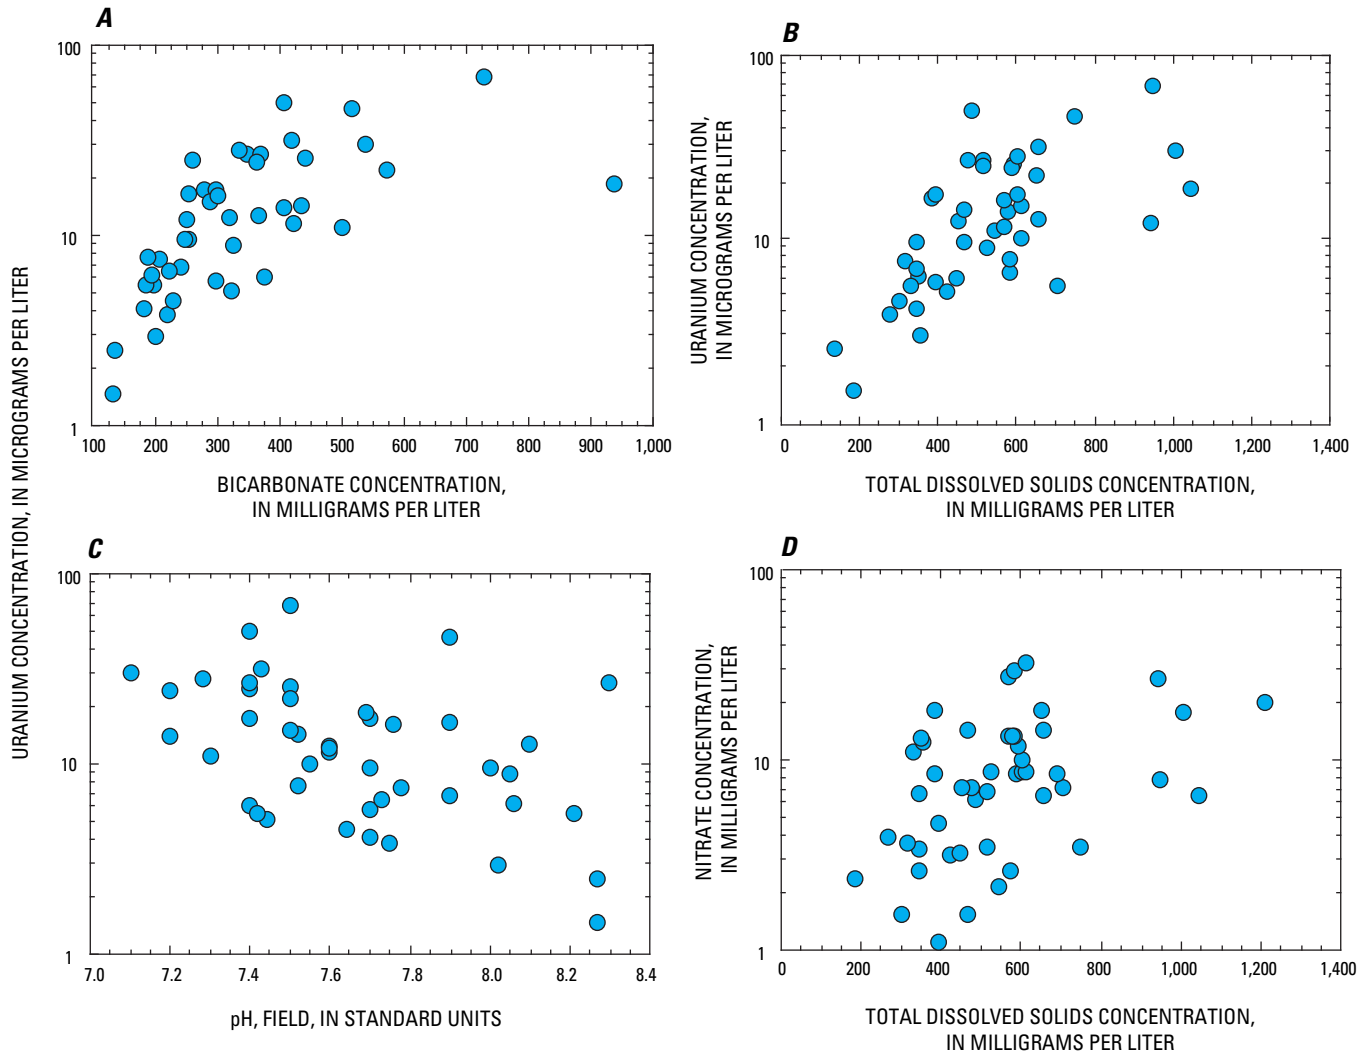 A
100
10
1
100 200 300 400 500 600 700 800 900 1,000
BICARBONATE CONCENTRATION,
IN MILLIGRAMS PER LITER
URANIUM CONCENTRATION, IN MICROGRAMS PER LITER
B
100
10
1
0 200 400 600 800 1,000 1,200 1,400
URANIUM CONCENTRATION,
IN MICROGRAMS PER LITER
TOTAL DISSOLVED SOLIDS CONCENTRATION,
IN MILLIGRAMS PER LITER
C
100
10
1
7.0 7.2 7.4 7.6 7.8 8.0 8.2 8.4
pH, FIELD, IN STANDARD UNITS
D
100
10
1
0 200 400 600 800 1,000 1,200 1,400
NITRATE CONCENTRATION,
IN MILLIGRAMS PER LITER
TOTAL DISSOLVED SOLIDS CONCENTRATION,
IN MILLIGRAMS PER LITER